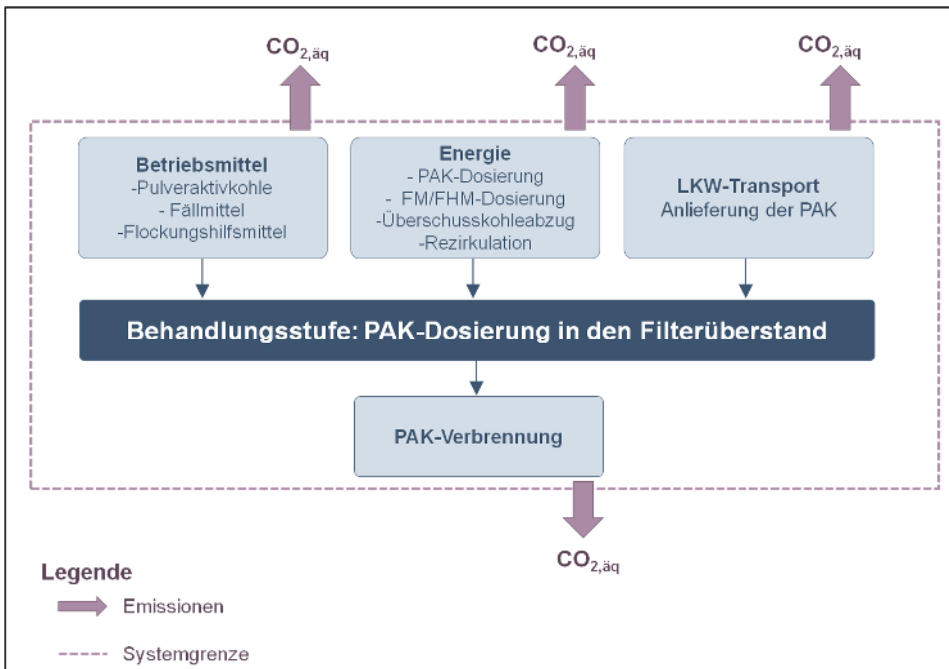 CO2,äq CO2,äq CO2,äq
Betriebsmittel
-Pulveraktivkohle
- Fällmittel
-Flockungshilfsmittel
Energie
- PAK-Dosierung
- FM/FHM-Dosierung
-Überschusskohleabzug
-Rezirkulation
LKW-Transport
Anlieferung der PAK
Behandlungsstufe: PAK-Dosierung in den Filterüberstand
PAK-Verbrennung
CO2,äq
Legende
Emissionen
Systemgrenze